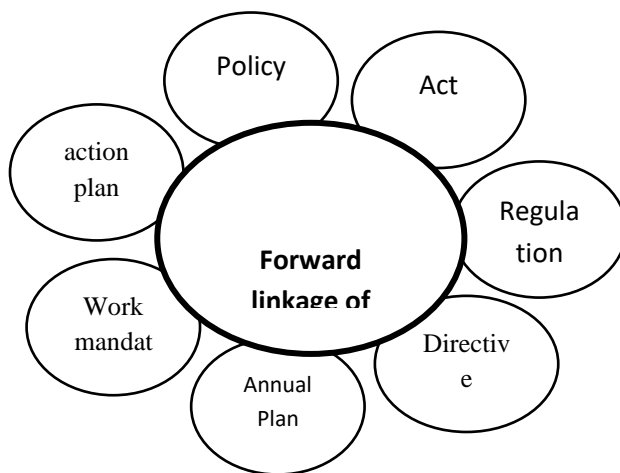 Policy
Act
Regula
tion
Directiv
e
Annual
Plan
Work
mandat
action
plan
Forward
linkage of